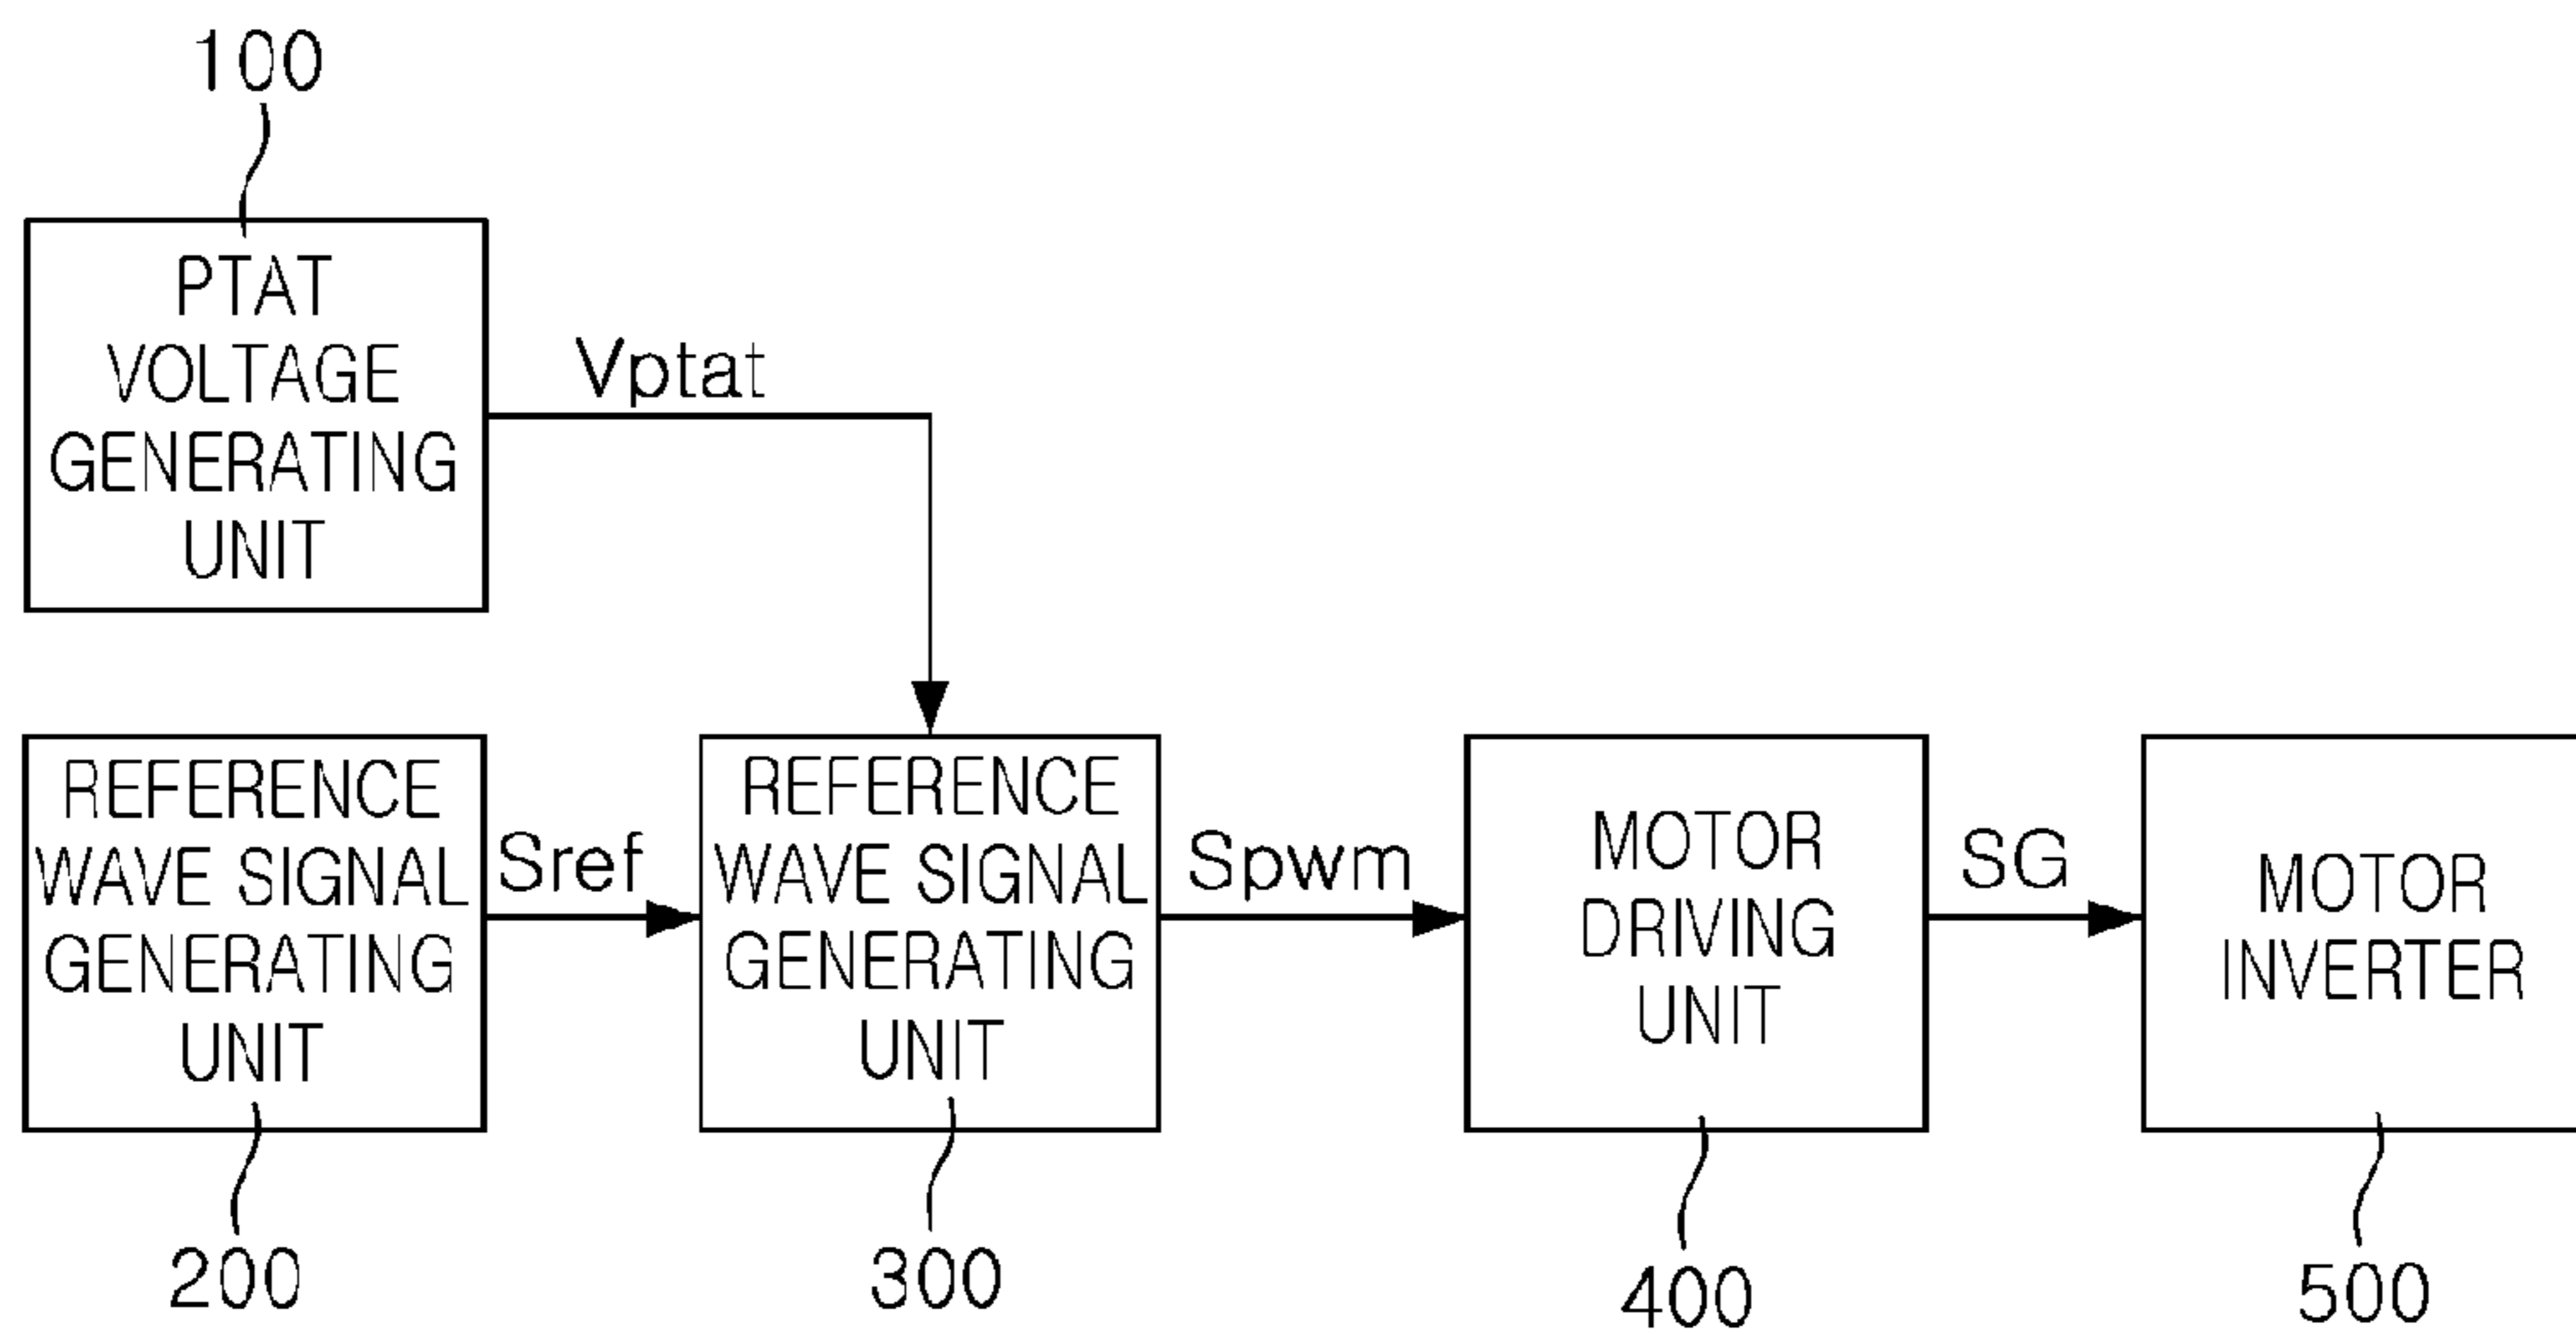 100
PTAT
VOLTAGE
GENERATING
UNIT
Vptat
REFERENCE
WAVE SIGNAL
GENERATING
UNIT
200
Sref
REFERENCE
WAVE SIGNAL
GENERATING
UNIT
300
Spwm
MOTOR
DRIVING
UNIT
400
SG
MOTOR
INVERTER
500